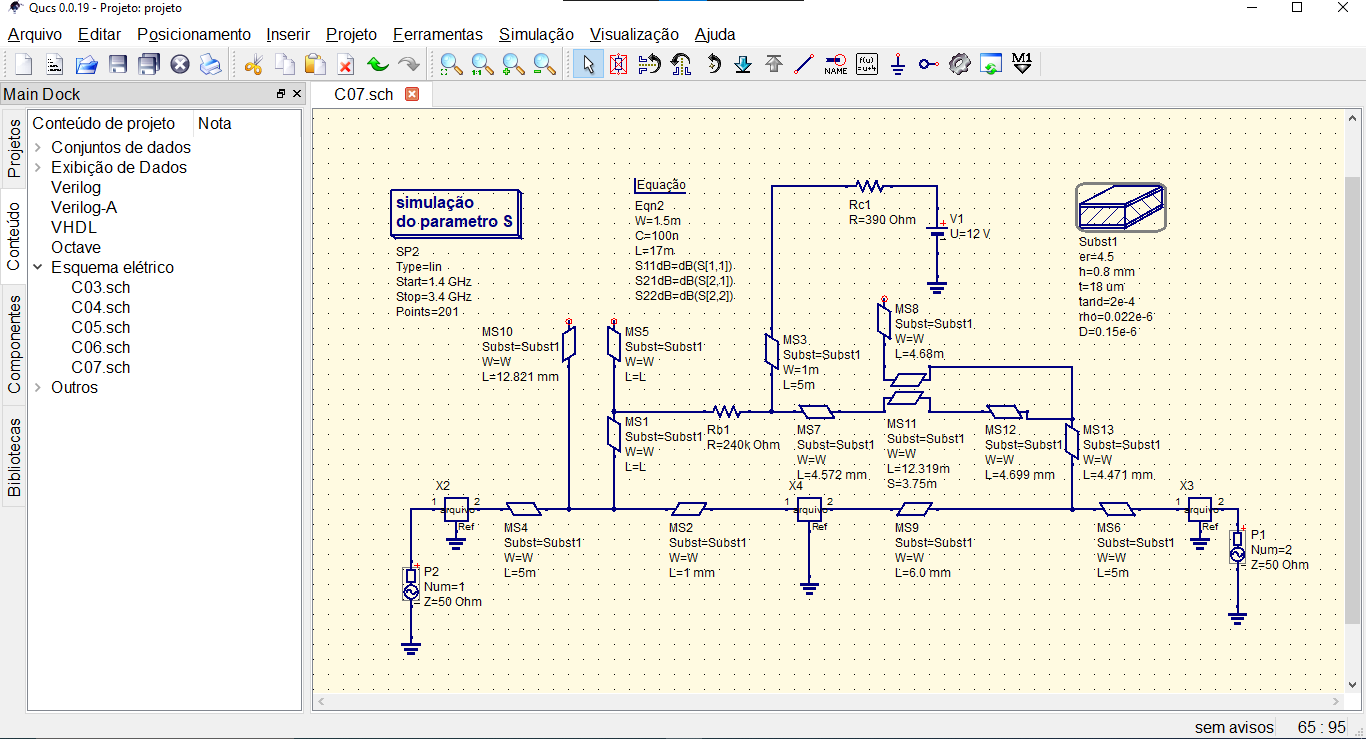 Qucs 0.0.19 - Projeto: projeto
Arquivo Editar Posicionamento Inserir Projeto Ferramentas Simulação Visualização Ajuda
1:1
NAME
f(u)
=u+4
M1
Main Dock
C07.sch
Projetos
Conteúdo
Componentes
Bibliotecas
Conteúdo de projeto Nota
Conjuntos de dados
Exibição de Dados
Verilog
Verilog-A
VHDL
Octave
Esquema elétrico
C03.sch
C04.sch
C05.sch
C06.sch
C07.sch
Outros
simulação
do parametro S
SP2
Type=lin
Start=1.4 GHz
Stop=3.4 GHz
Points=201
Equação
Eqn2
W=1.5m
C=100n
L=17m
S11dB=dB(S[1,1])
S21dB=dB(S[2,1])
S22dB=dB(S[2,2])
Rc1
R=390 Ohm
V1
U=12 V
Subst1
er=4.5
h=0.8 mm
t=18 um
tand=2e-4
rho=0.022e-6
D=0.15e-6
MS10
Subst=Subst1
W=W
L=12.821 mm
MS5
Subst=Subst1
W=W
L=L
MS3
Subst=Subst1
W=1m
L=5m
MS8
Subst=Subst1
W=W
L=4.68m
MS1
Subst=Subst1
W=W
L=L
Rb1
R=240k Ohm
MS7
Subst=Subst1
W=W
L=4.572 mm
MS11
Subst=Subst1
W=W
L=12.319m
S=3.75m
MS12
Subst=Subst1
W=W
L=4.699 mm
MS13
Subst=Subst1
W=W
L=4.471 mm
X2
1 2
arquivo
Ref
MS4
Subst=Subst1
W=W
L=5m
MS2
Subst=Subst1
W=W
L=1 mm
X4
1 2
arquivo
Ref
MS9
Subst=Subst1
W=W
L=6.0 mm
MS6
Subst=Subst1
W=W
L=5m
X3
1 2
arquivo
Ref
P2
Num=1
Z=50 Ohm
P1
Num=2
Z=50 Ohm
sem avisos 65 : 95